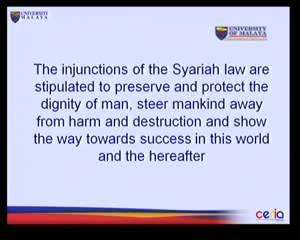 UNIVERSITY
OF MALAYA
UNIVERSITY
OF MALAYA
The injunctions of the Syariah law are
stipulated to preserve and protect the
dignity of man, steer mankind away
from harm and destruction and show
the way towards success in this world
and the hereafter
ceria